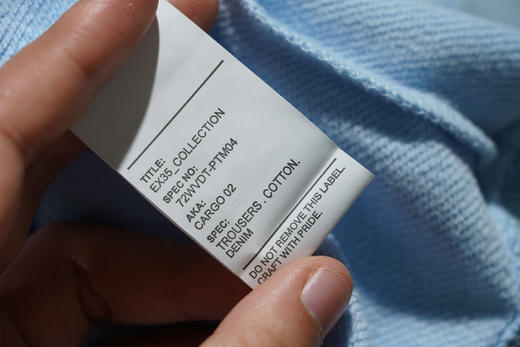 TITLE:
EX35_COLLECTION
SPEC NO:
72WVDT-PTM04
AKA:
CARGO 02
SPEC:
TROUSERS . COTTON.
DENIM
DO NOT REMOVE THIS LABEL.
CRAFT WITH PRIDE.